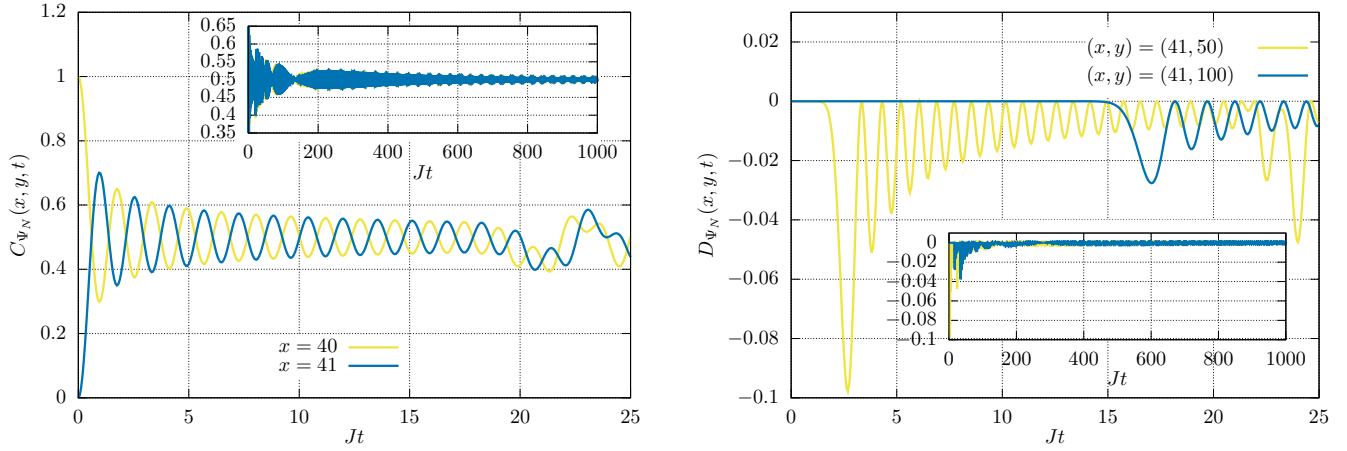 1.2
1
0.8
0.6
0.4
0.2
0
0 5 10 15 20 25
Jt
C_{Ψ_N}(x, y, t)
x = 40
x = 41
0.65
0.6
0.55
0.5
0.45
0.4
0.35
0 200 400 600 800 1000
Jt
0.02
0
−0.02
−0.04
−0.06
−0.08
−0.1
0 5 10 15 20 25
Jt
D_{Ψ_N}(x, y, t)
(x, y) = (41, 50)
(x, y) = (41, 100)
0
−0.02
−0.04
−0.06
−0.08
−0.1
0 200 400 600 800 1000
Jt